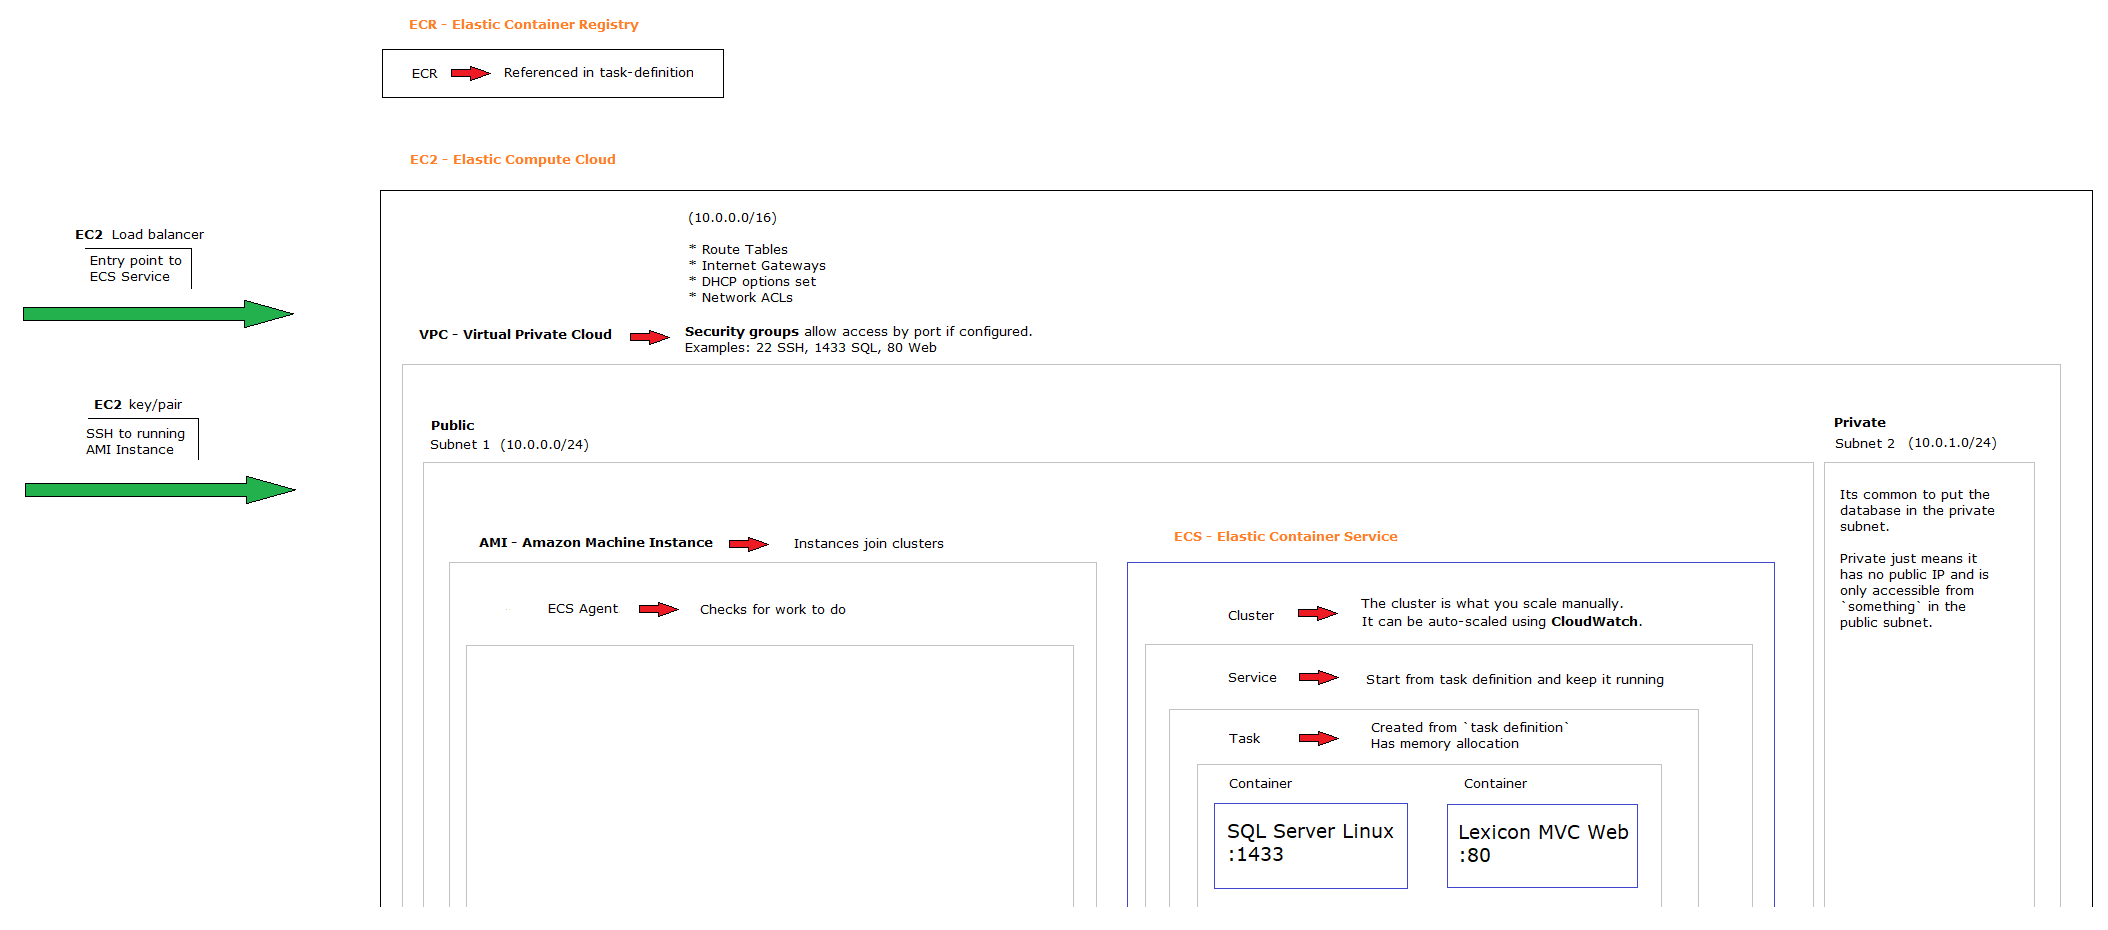 ECR - Elastic Container Registry
ECR
Referenced in task-definition
EC2 - Elastic Compute Cloud
EC2 Load balancer
Entry point to
ECS Service
EC2 key/pair
SSH to running
AMI Instance
(10.0.0.0/16)
* Route Tables
* Internet Gateways
* DHCP options set
* Network ACLs
VPC - Virtual Private Cloud
Security groups allow access by port if configured.
Examples: 22 SSH, 1433 SQL, 80 Web
Public
Subnet 1 (10.0.0.0/24)
AMI - Amazon Machine Instance
Instances join clusters
ECS Agent
Checks for work to do
ECS - Elastic Container Service
Cluster
The cluster is what you scale manually.
It can be auto-scaled using CloudWatch.
Service
Start from task definition and keep it running
Task
Created from `task definition`
Has memory allocation
Container
SQL Server Linux
:1433
Container
Lexicon MVC Web
:80
Private
Subnet 2 (10.0.1.0/24)
Its common to put the
database in the private
subnet.
Private just means it
has no public IP and is
only accessible from
`something` in the
public subnet.